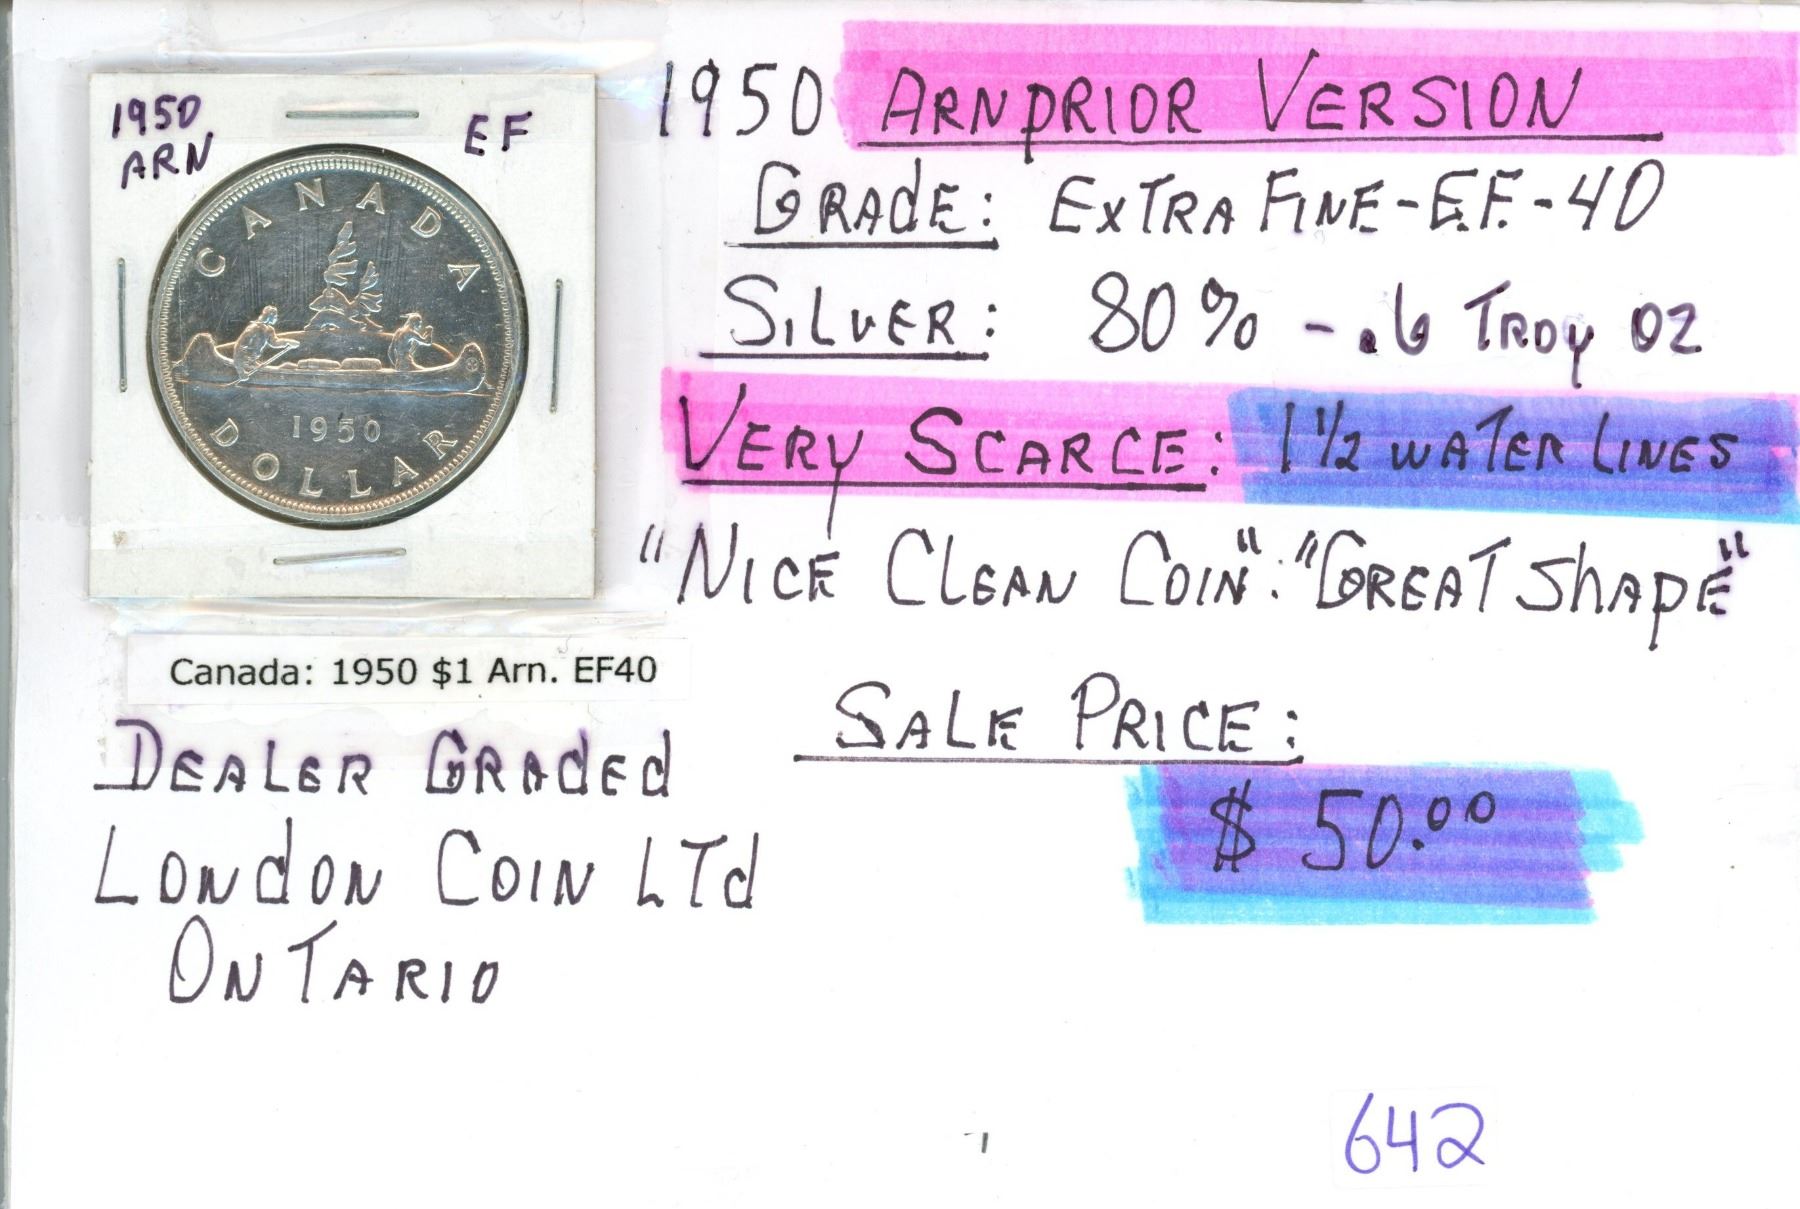 1950
ARN
EF
CANADA
1950
DOLLAR
Canada: 1950 $1 Arn. EF40
DEALER GRADED
LONDON COIN LTd
ONTARIO
1950 ARNPRIOR VERSION
GRADE: EXTRA FINE-E.F.-40
SILVER: 80% - .6 TROY OZ
VERY SCARCE: 1 1/2 WATER LINES
"NICE CLEAN COIN": "GREAT ShAPE"
SALE PRICE:
$ 50.00
642